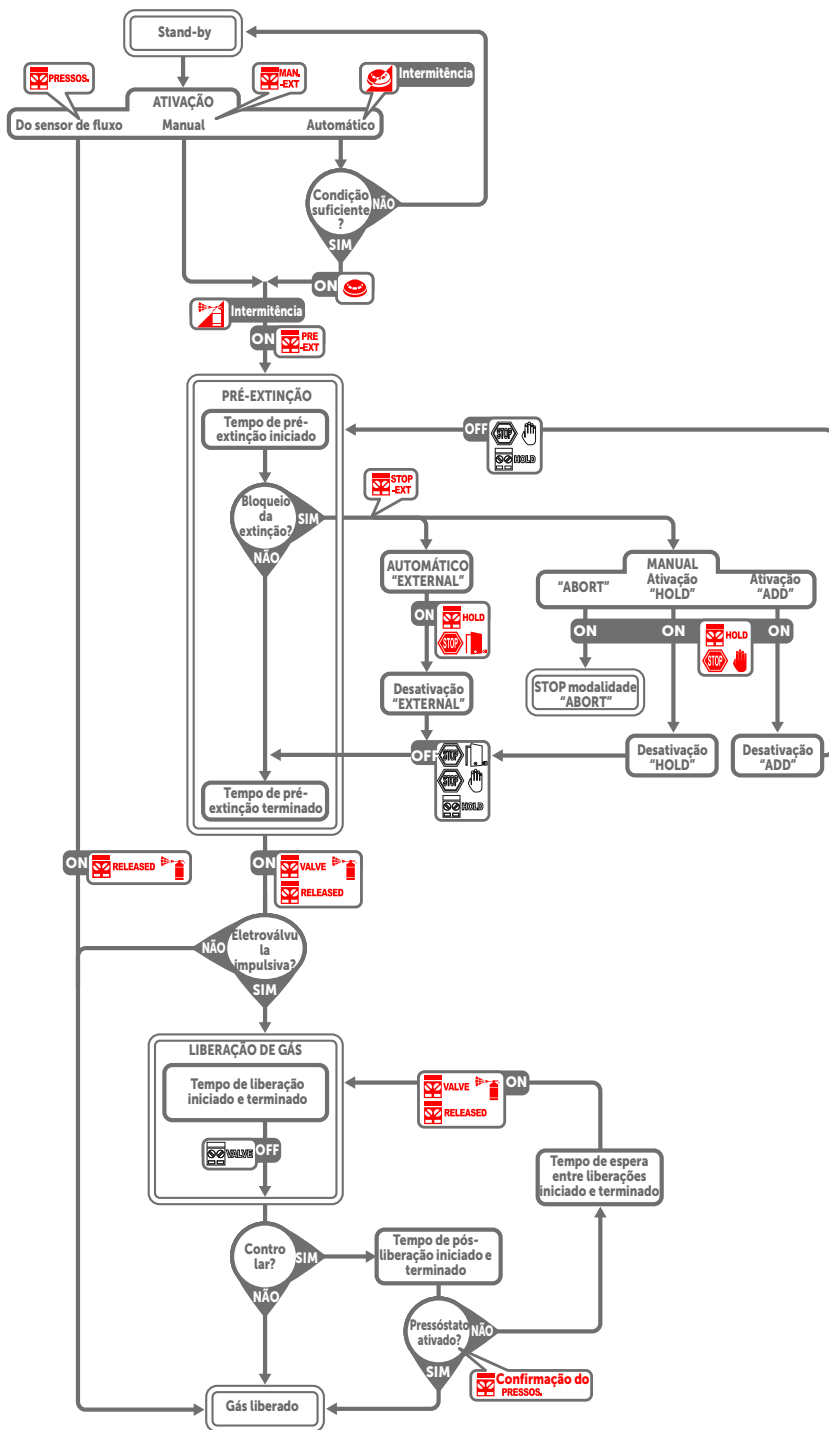 Stand-by
PRESSOS.
MAN.
-EXT
Intermitência
ATIVAÇÃO
Do sensor de fluxo
Manual
Automático
Condição
suficiente
?
NÃO
SIM
ON
Intermitência
ON
PRE
-EXT
PRÉ-EXTINÇÃO
Tempo de pré-
extinção iniciado
OFF
STOP
HOLD
STOP
-EXT
Bloqueio
da
extinção?
SIM
NÃO
AUTOMÁTICO
“EXTERNAL”
MANUAL
“ABORT”
Ativação
“HOLD”
Ativação
“ADD”
ON
HOLD
STOP
ON
ON
ON
HOLD
STOP
Desativação
“EXTERNAL”
STOP modalidade
“ABORT”
OFF
STOP
STOP
HOLD
Desativação
“HOLD”
Desativação
“ADD”
Tempo de pré-
extinção terminado
ON
RELEASED
ON
VALVE
RELEASED
NÃO
Eletroválvu
la
impulsiva?
SIM
LIBERAÇÃO DE GÁS
Tempo de liberação
iniciado e terminado
VALVE
OFF
VALVE
ON
RELEASED
Tempo de espera
entre liberações
iniciado e terminado
Contro
lar?
SIM
NÃO
Tempo de pós-
liberação iniciado e
terminado
Pressóstato
ativado?
NÃO
SIM
Confirmação do
PRESSOS.
Gás liberado